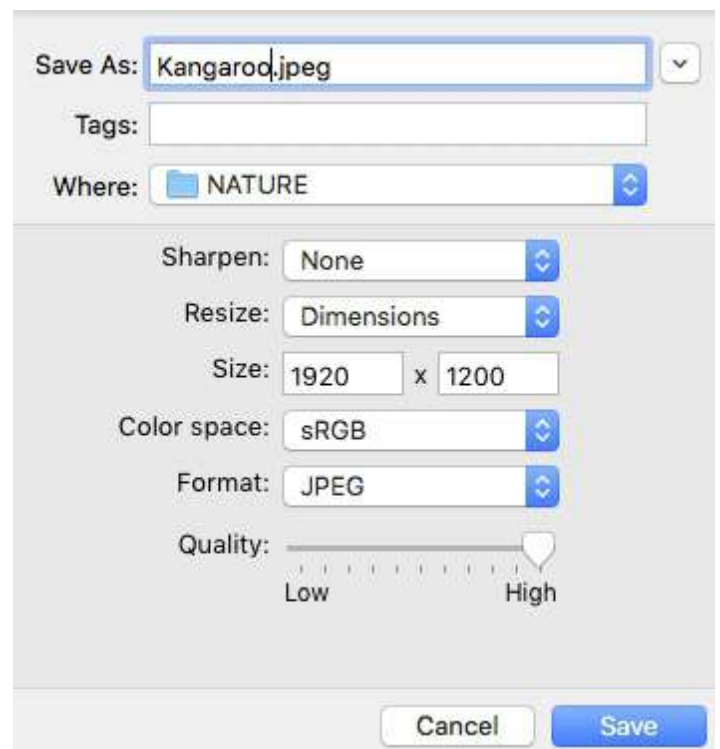 Save As: Kangaroo.jpeg
Tags:
Where: NATURE
Sharpen: None
Resize: Dimensions
Size: 1920 x 1200
Color space: sRGB
Format: JPEG
Quality:
Low High
Cancel Save